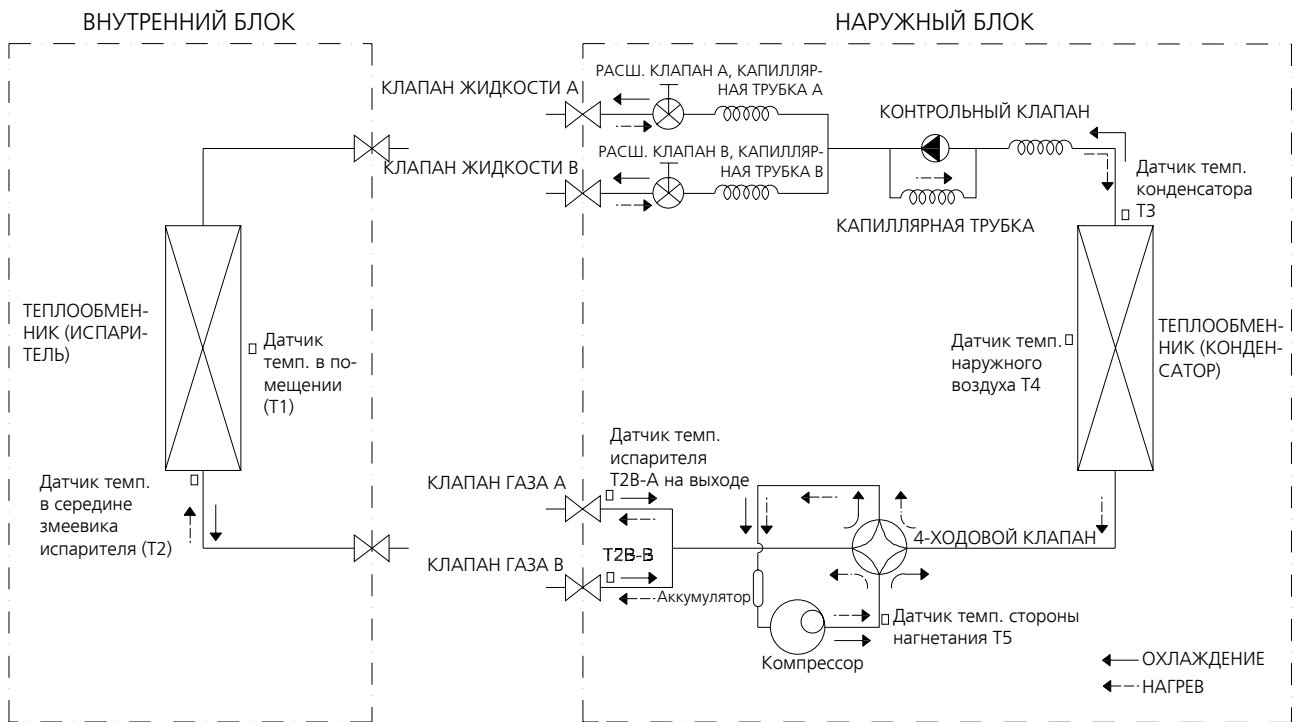 ВНУТРЕННИЙ БЛОК
НАРУЖНЫЙ БЛОК
РАСШ. КЛАПАН А, КАПИЛЛЯР-
НАЯ ТРУБКА А
КЛАПАН ЖИДКОСТИ А
КОНТРОЛЬНЫЙ КЛАПАН
РАСШ. КЛАПАН В, КАПИЛЛЯР-
НАЯ ТРУБКА В
КЛАПАН ЖИДКОСТИ В
Датчик темп.
конденсатора
Т3
КАПИЛЛЯРНАЯ ТРУБКА
ТЕПЛООБМЕН-
НИК (ИСПАРИ-
ТЕЛЬ)
Датчик
темп. в по-
мещении
(Т1)
Датчик темп.
наружного
воздуха Т4
ТЕПЛООБМЕН-
НИК (КОНДЕН-
САТОР)
Датчик темп.
в середине
змеевика
испарителя (Т2)
Датчик темп.
испарителя
Т2В-А на выходе
КЛАПАН ГАЗА А
4-ХОДОВОЙ КЛАПАН
Т2В-В
КЛАПАН ГАЗА В
Аккумулятор
Датчик темп. стороны
нагнетания Т5
Компрессор
ОХЛАЖДЕНИЕ
НАГРЕВ